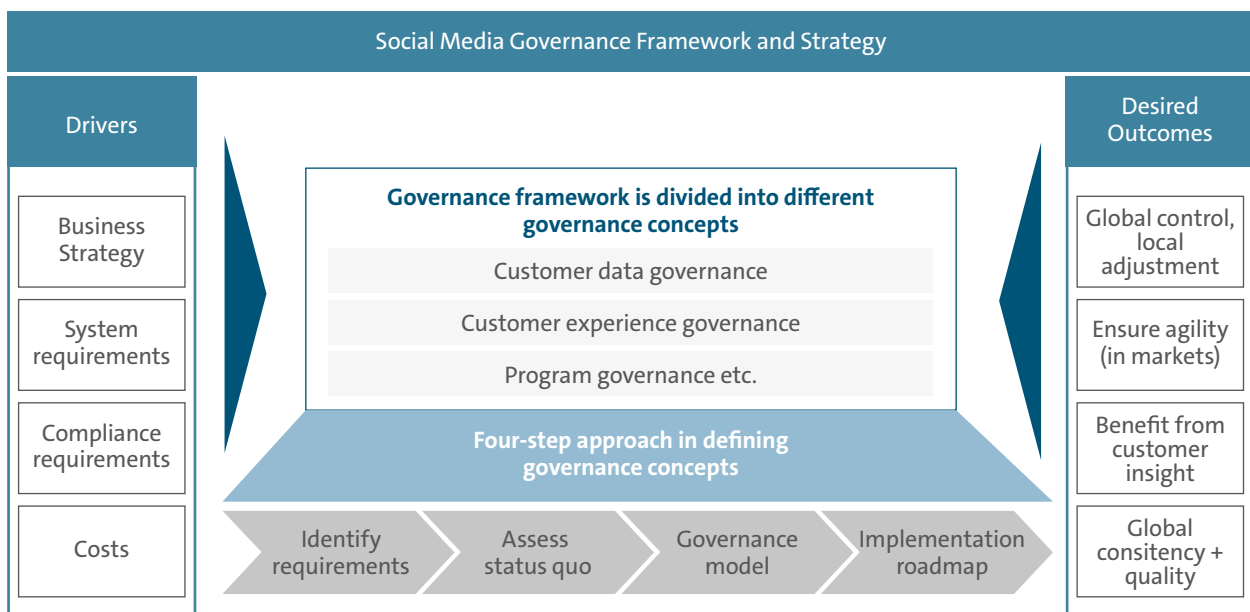 Social Media Governance Framework and Strategy
Drivers
Business
Strategy
System
requirements
Compliance
requirements
Costs
Governance framework is divided into different
governance concepts
Customer data governance
Customer experience governance
Program governance etc.
Four-step approach in defining
governance concepts
Identify
requirements
Assess
status quo
Governance
model
Implementation
roadmap
Desired
Outcomes
Global control,
local
adjustment
Ensure agility
(in markets)
Benefit from
customer
insight
Global
consitency +
quality